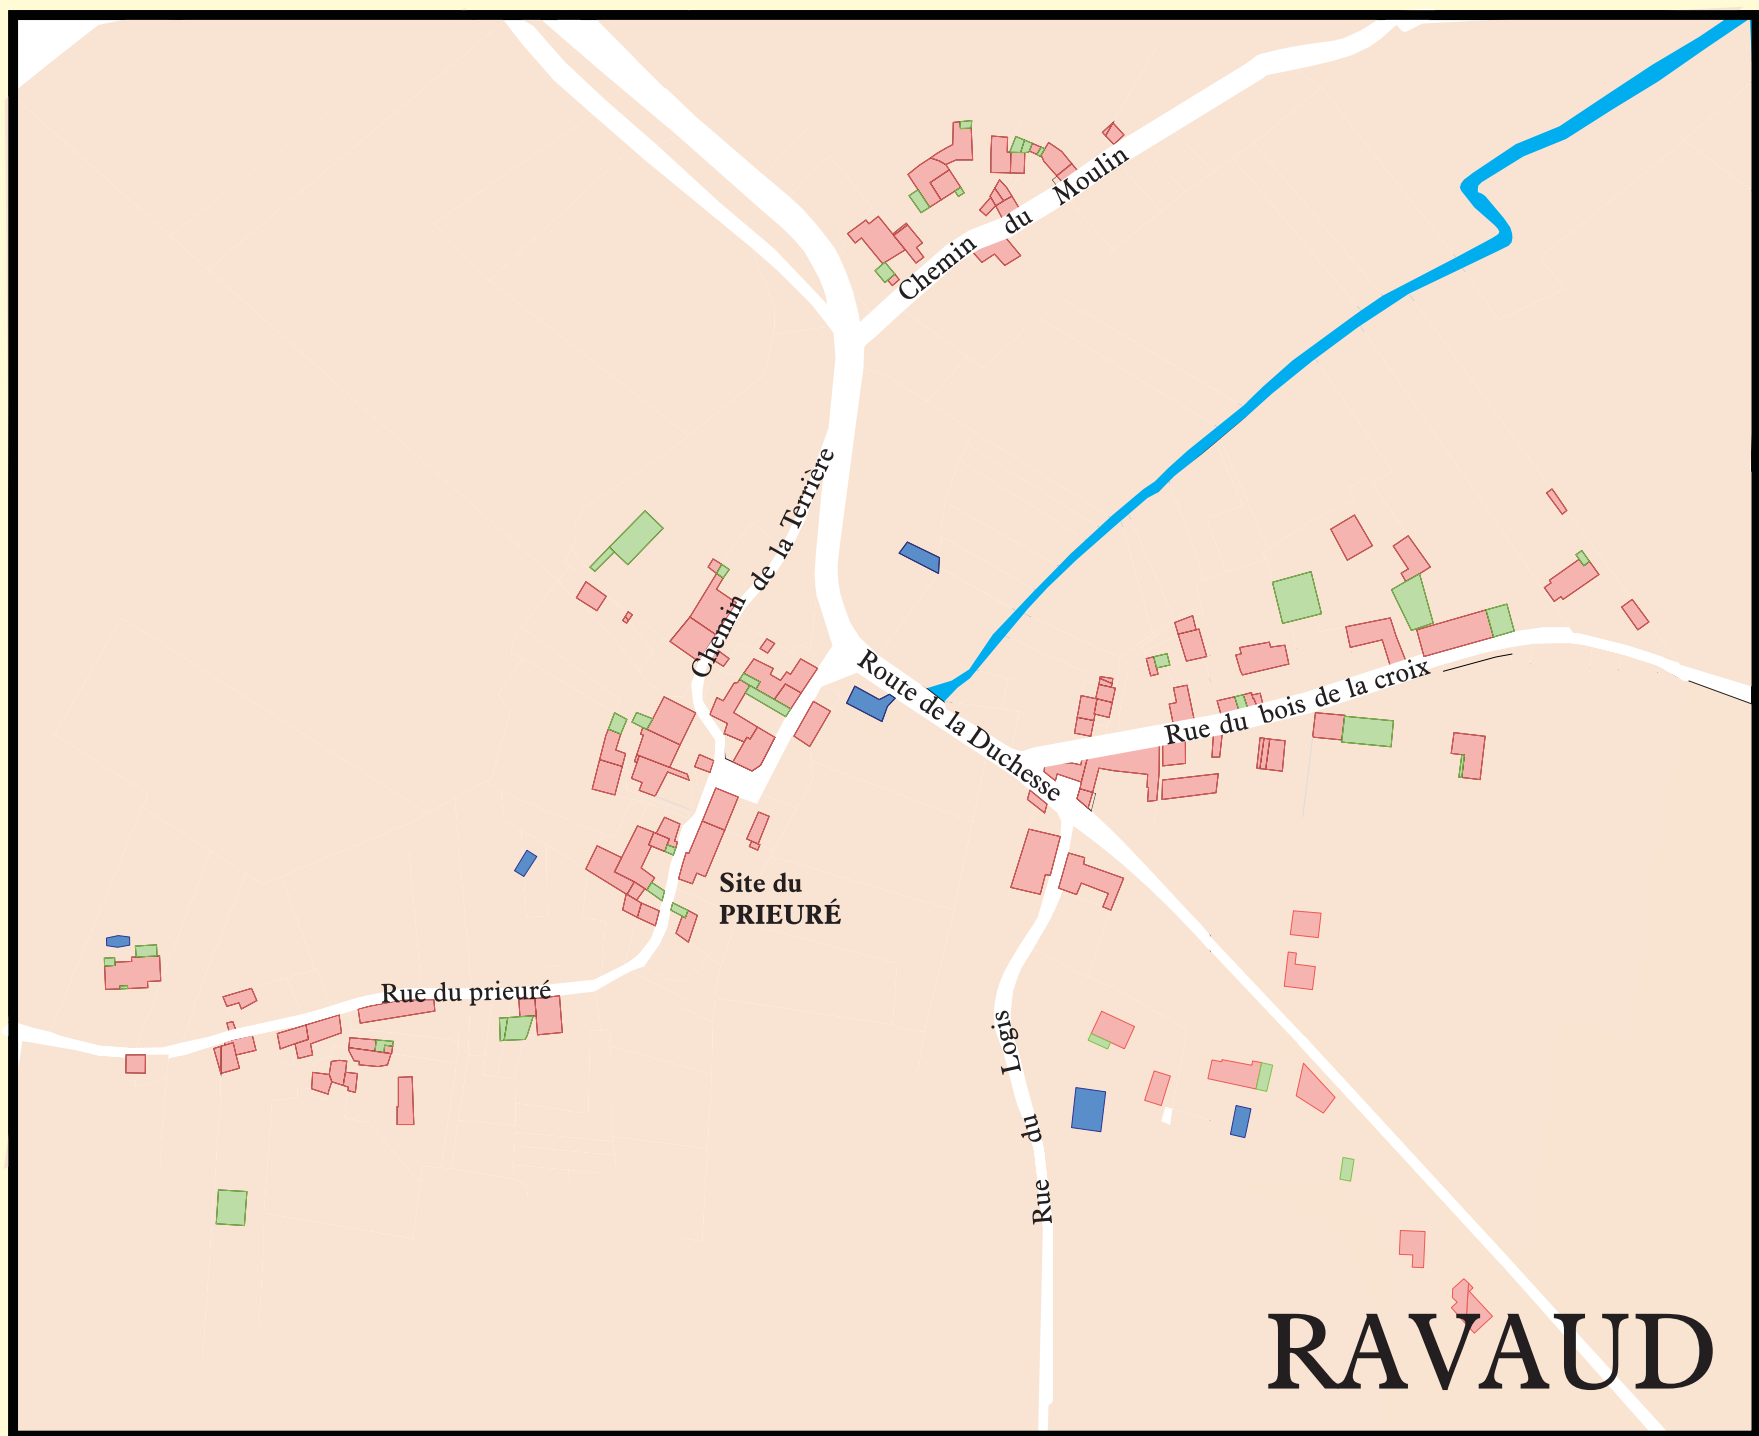 Chemin du Moulin
Chemin de la Terrière
Route de la Duchesse
Rue du bois de la croix
Site du
PRIEURÉ
Rue du prieuré
Rue du Logis
RAVAUD